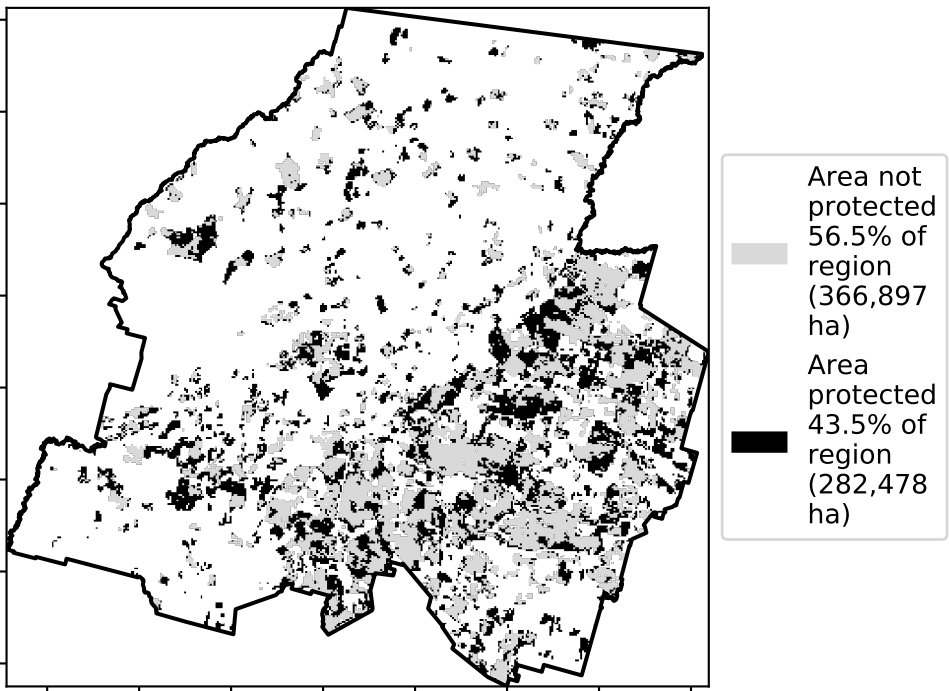 Area not
protected
56.5% of
region
(366,897
ha)
Area
protected
43.5% of
region
(282,478
ha)